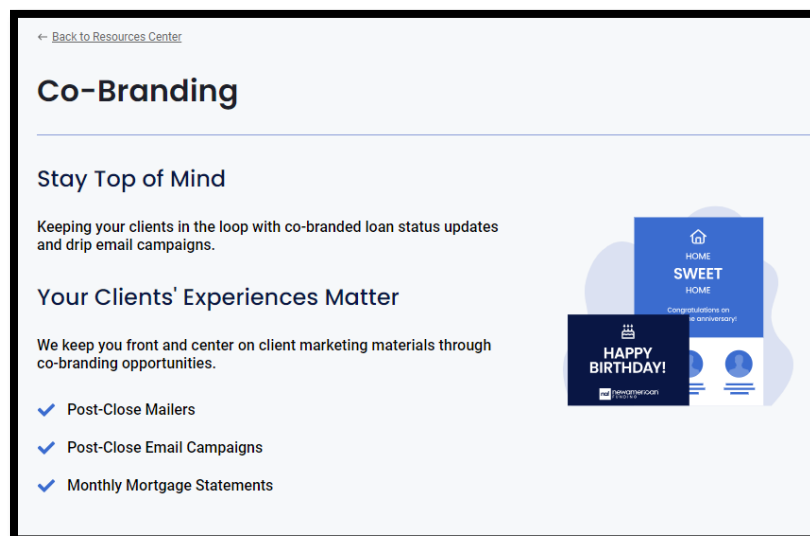 ← Back to Resources Center
Co-Branding
Stay Top of Mind
Keeping your clients in the loop with co-branded loan status updates
and drip email campaigns.
Your Clients' Experiences Matter
We keep you front and center on client marketing materials through
co-branding opportunities.
Post-Close Mailers
Post-Close Email Campaigns
Monthly Mortgage Statements
HOME
SWEET
HOME
Congratulations on
anniversary!
HAPPY
BIRTHDAY!
naf newamerican
FUNDING